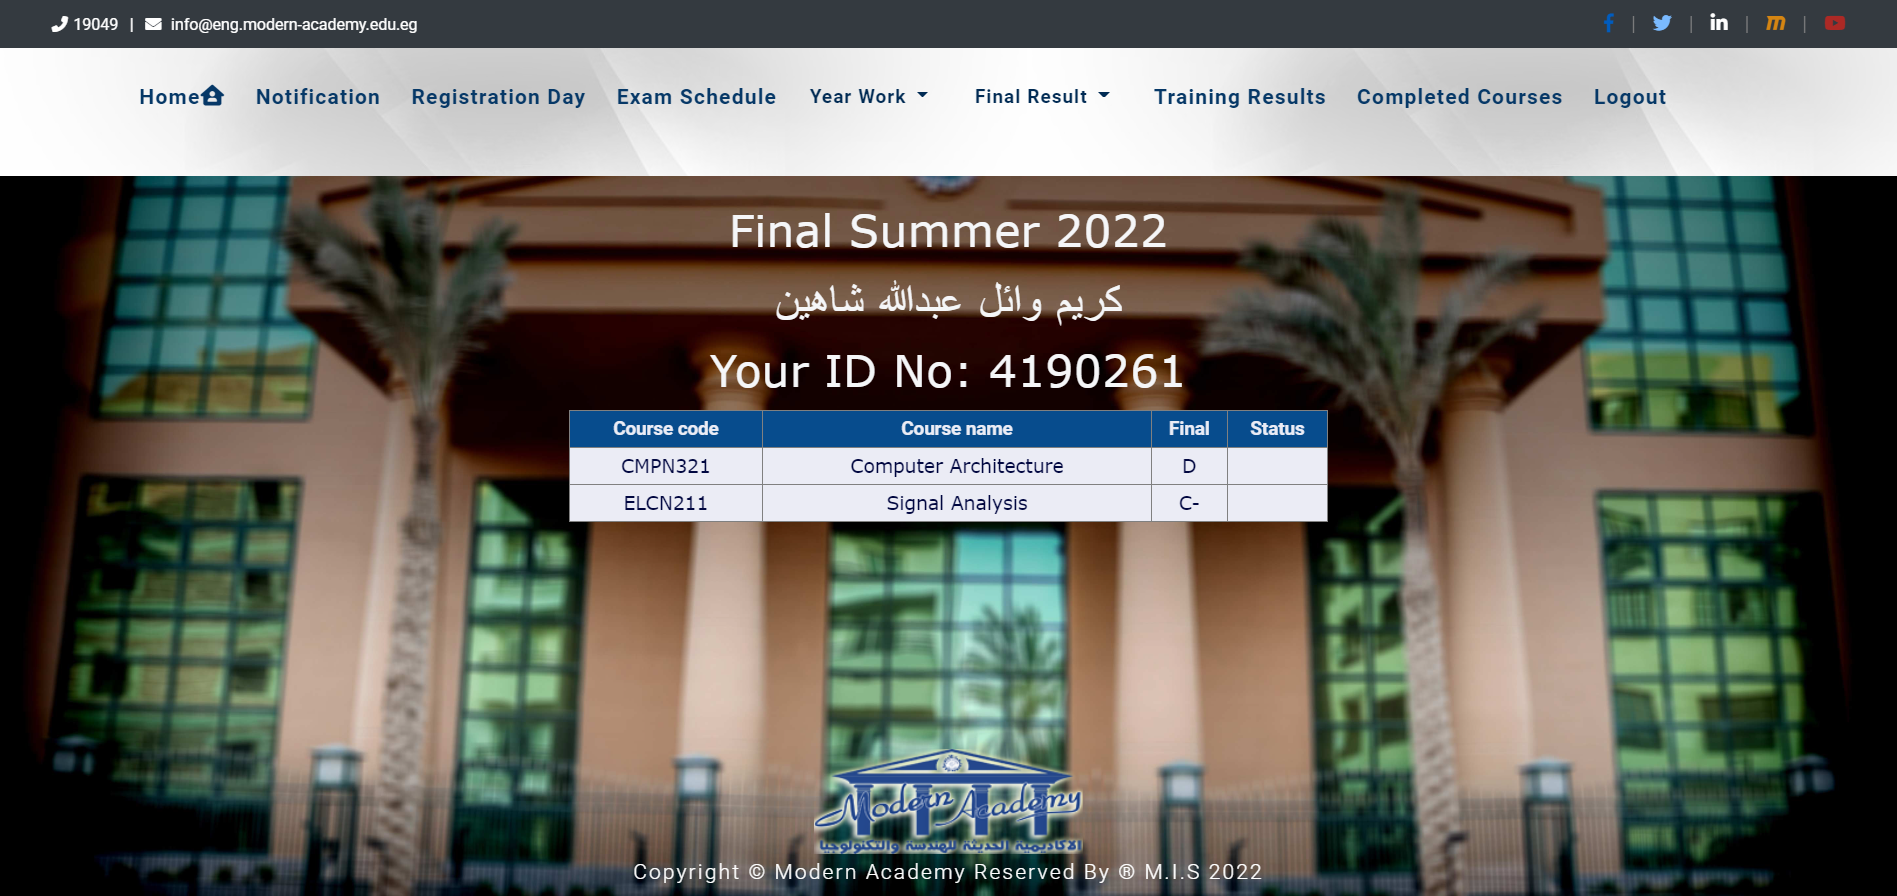 19049 | info@eng.modern-academy.edu.eg
Home Notification Registration Day Exam Schedule Year Work Final Result Training Results Completed Courses Logout
Final Summer 2022
كريم وائل عبدالله شاهين
Your ID No: 4190261
Course code Course name Final Status
CMPN321 Computer Architecture D
ELCN211 Signal Analysis C-
Modern Academy
الاكاديمية الحديثة للهندسة والتكنولوجيا
Copyright © Modern Academy Reserved By ® M.I.S 2022